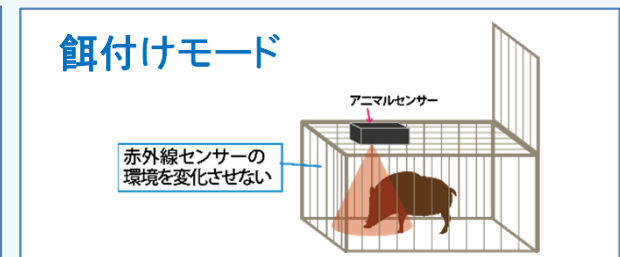 餌付けモード
アニマルセンサー
赤外線センサーの
環境を変化させない